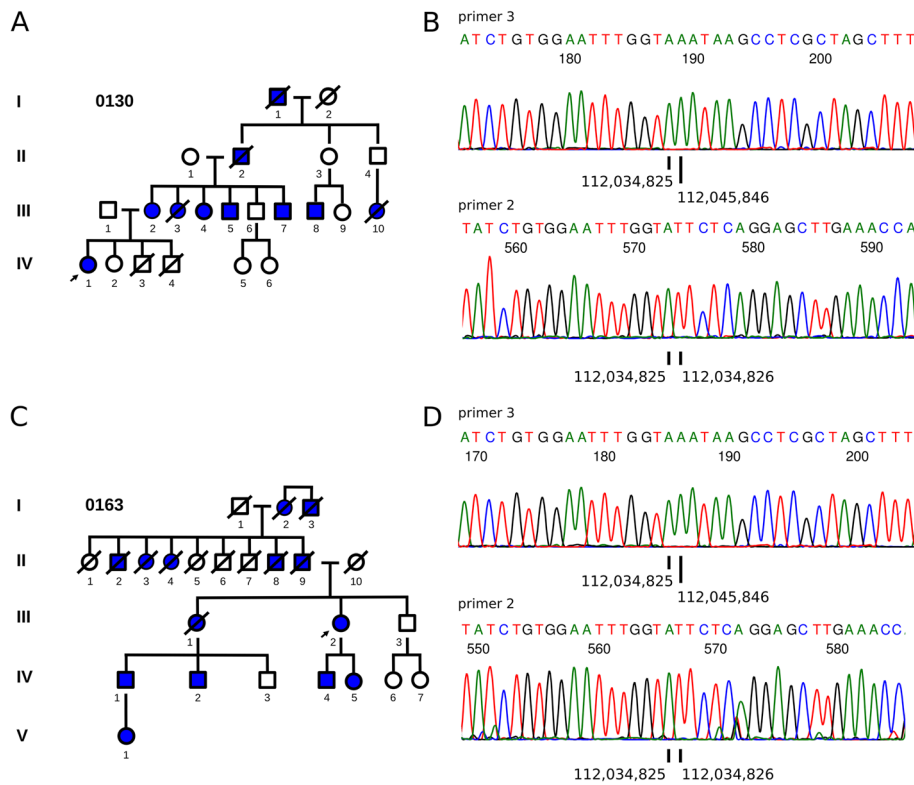 A
0130
I
1 2
II
1 2 3 4
III
1 2 3 4 5 6 7 8 9 10
IV
1 2 3 4 5 6
B
primer 3
ATCTGTGGAATTTGGTAAATAAGCCTCGCTAGCTTT
180 190 200
112,034,825
112,045,846
primer 2
TATCTGTGGAATTTGGTATTCTCAGGAGCTTGAAACCA
560 570 580 590
112,034,825 112,034,826
C
0163
I
1 2 3
II
1 2 3 4 5 6 7 8 9 10
III
1 2 3
IV
1 2 3 4 5 6 7
V
1
D
primer 3
ATCTGTGGAATTTGGTAAATAAGCCTCGCTAGCTTT
170 180 190 200
112,034,825
112,045,846
primer 2
TATCTGTGGAATTTGGTATTCTCAGGAGCTTGAAACC
550 560 570 580
112,034,825 112,034,826